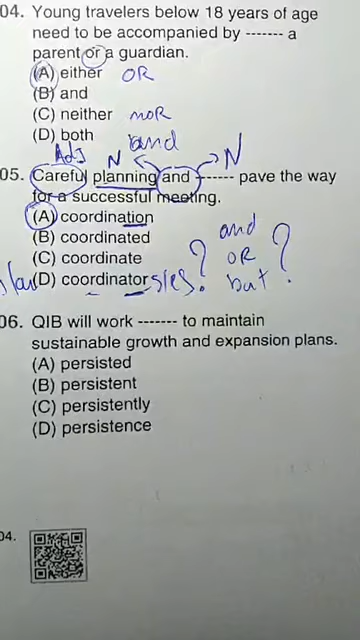 04. Young travelers below 18 years of age
need to be accompanied by ------- a
parent or a guardian.
(A) either OR
(B) and
(C) neither noR
(D) both and
Adj N N
05. Careful planning and ------- pave the way
for a successful meeting.
(A) coordination and
(B) coordinated OR
(C) coordinate ? but ?
(D) coordinator
06. QIB will work ------- to maintain
sustainable growth and expansion plans.
(A) persisted
(B) persistent
(C) persistently
(D) persistence
04.